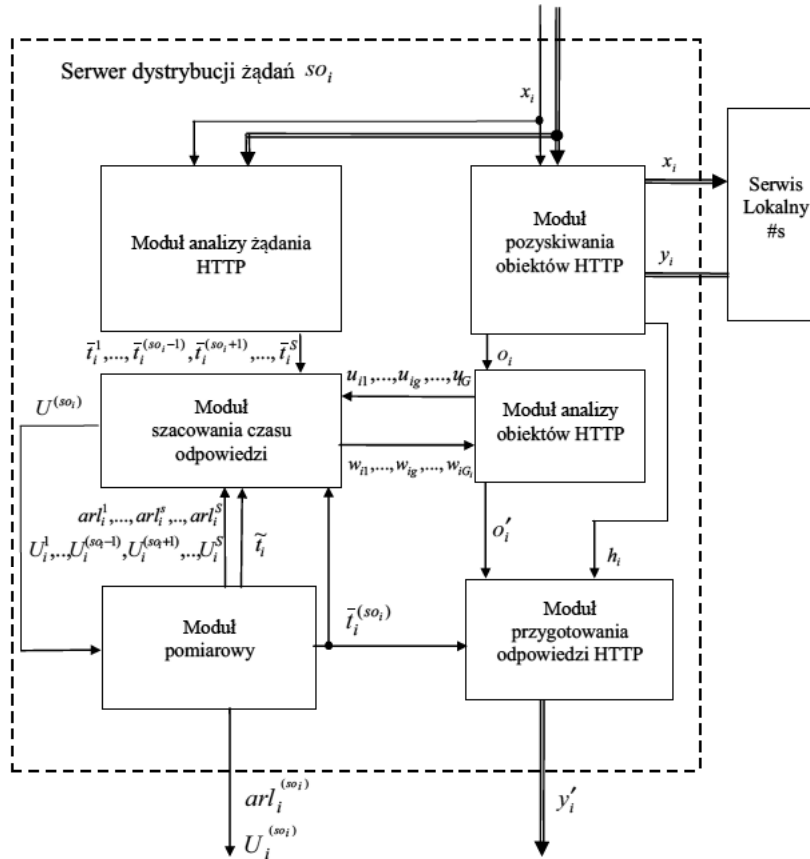 Serwer dystrybucji żądań so_i
x_i
Moduł analizy żądania
HTTP
Moduł
pozyskiwania
obiektów HTTP
x_i
y_i
Serwis
Lokalny
#s
t̄_i^1,...,t̄_i^(so_i-1),t̄_i^(so_i+1),...,t̄_i^S
o_i
u_i1,...,u_ig,...,u_iG
U^(so_i)
Moduł
szacowania czasu
odpowiedzi
Moduł analizy
obiektów HTTP
w_i1,...,w_ig,...,w_iG_i
arl_i^1,...,arl_i^s,..,arl_i^S
U_i^1,..,U_i^(so_i-1),U_i^(so_i+1),..,U_i^S
t̃_i
o'_i
h_i
Moduł
pomiarowy
t̄_i^(so_i)
Moduł
przygotowania
odpowiedzi HTTP
arl_i^(so_i)
U_i^(so_i)
y'_i